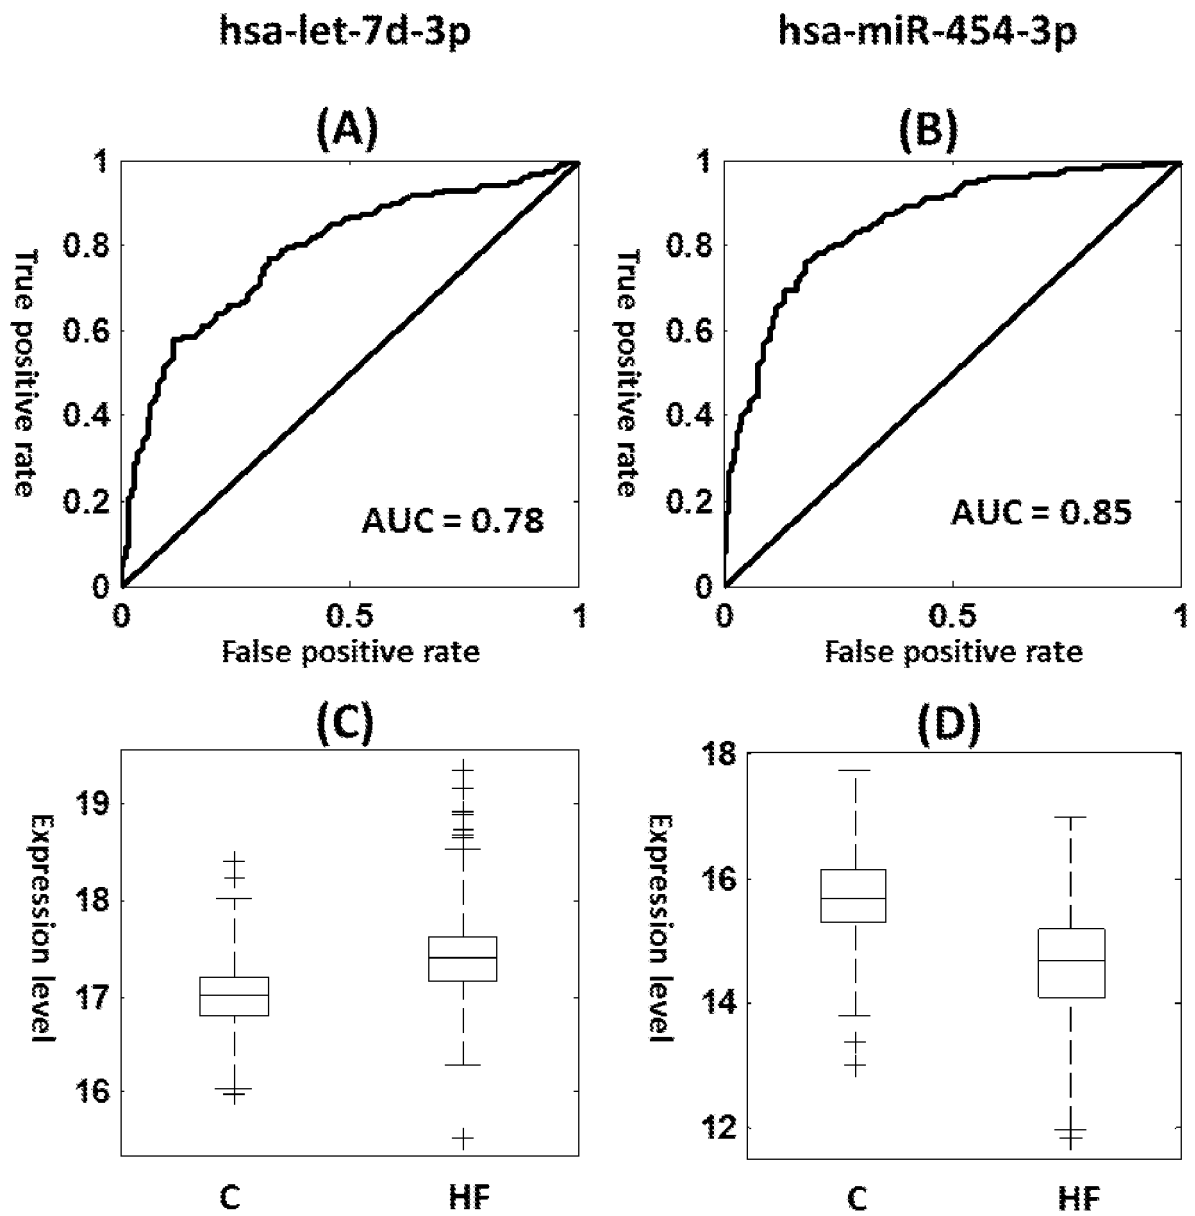 hsa-let-7d-3p
hsa-miR-454-3p
(A)
(B)
1
0.8
0.6
0.4
0.2
0
True positive rate
AUC = 0.78
0
0.5
1
False positive rate
1
0.8
0.6
0.4
0.2
0
True positive rate
AUC = 0.85
0
0.5
1
False positive rate
(C)
(D)
19
18
17
16
Expression level
C
HF
18
16
14
12
Expression level
C
HF